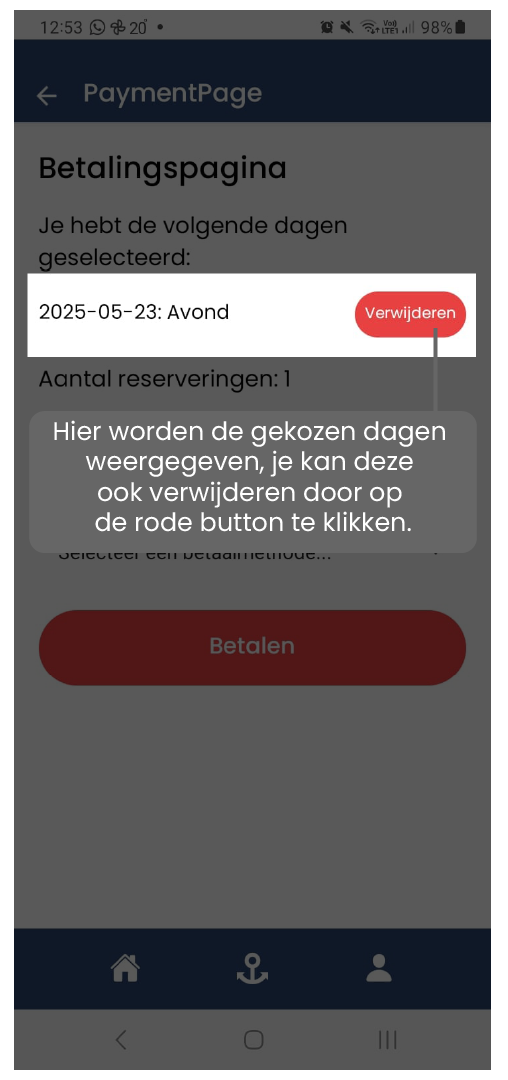 12:53 20° •
Vo)) LTE1 98%
PaymentPage
Betalingspagina
Je hebt de volgende dagen
geselecteerd:
2025-05-23: Avond Verwijderen
Aantal reserveringen: 1
Hier worden de gekozen dagen
weergegeven, je kan deze
ook verwijderen door op
de rode button te klikken.
Selecteer een betaalmethode...
Betalen